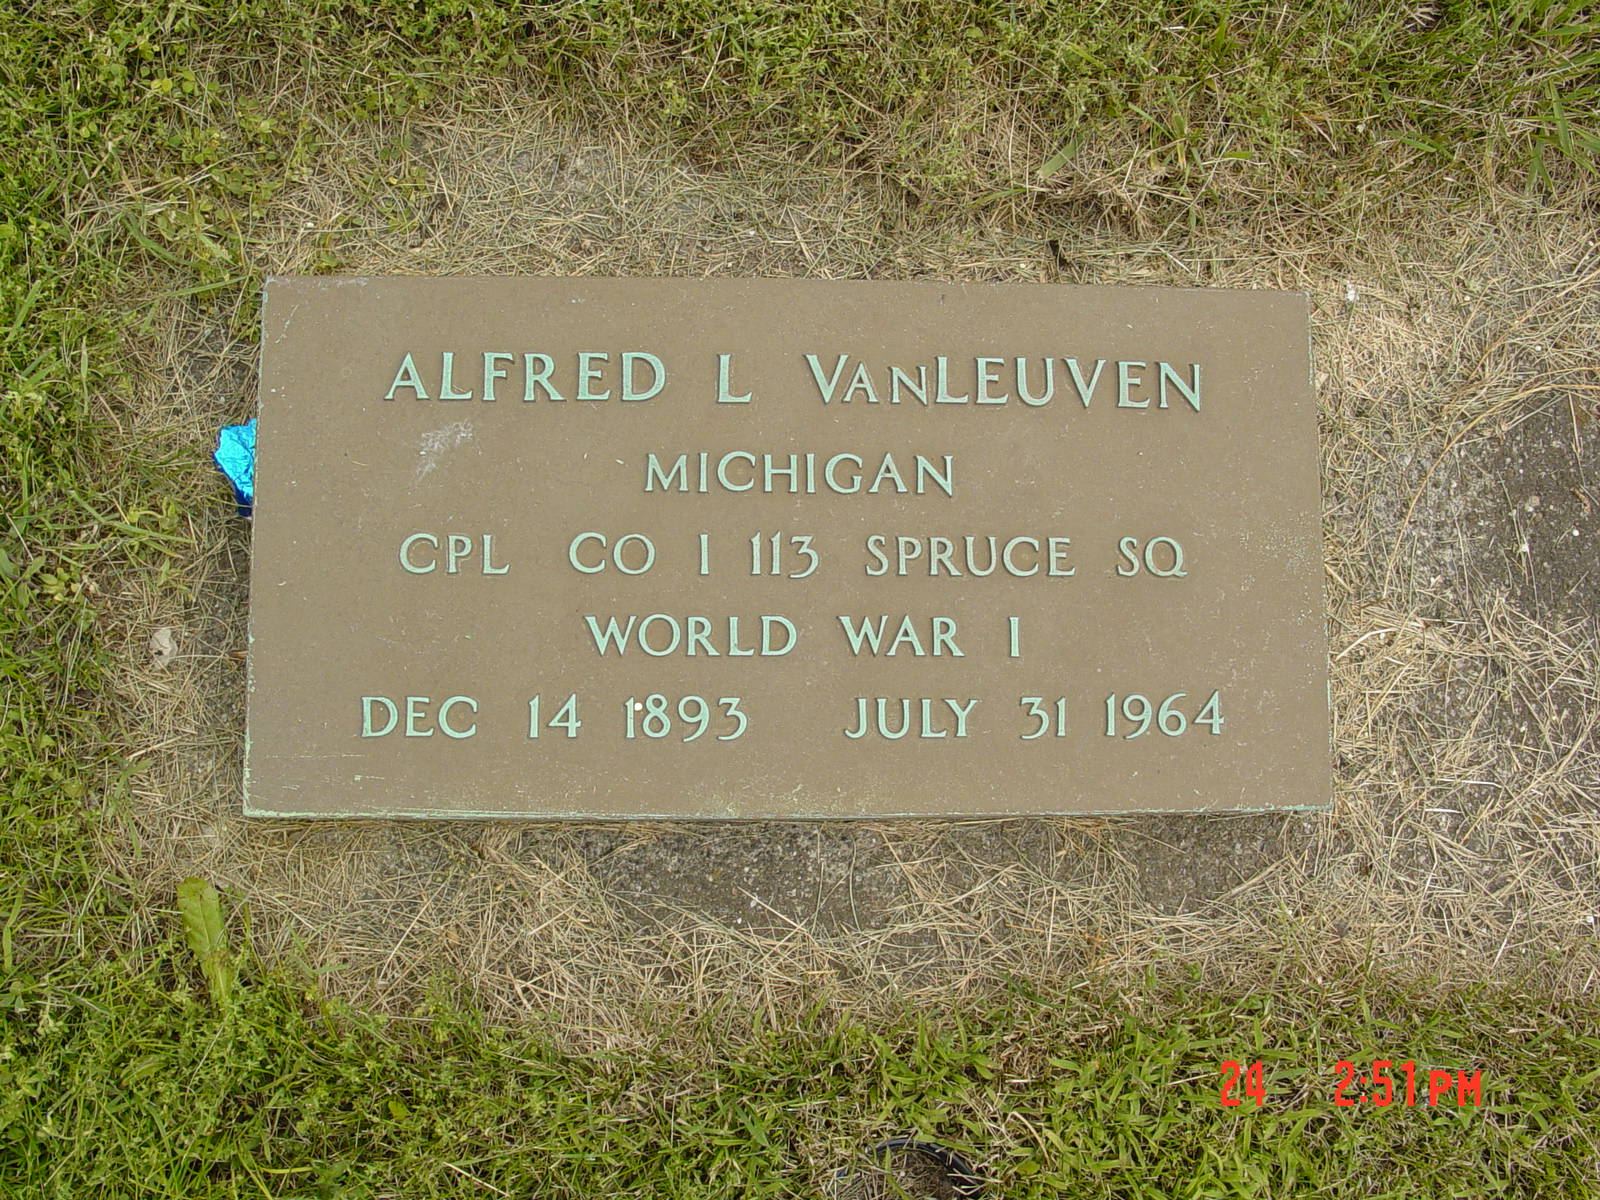 ALFRED L VANLEUVEN
MICHIGAN
CPL CO I 113 SPRUCE SQ
WORLD WAR I
DEC 14 1893 JULY 31 1964
24 2:51PM